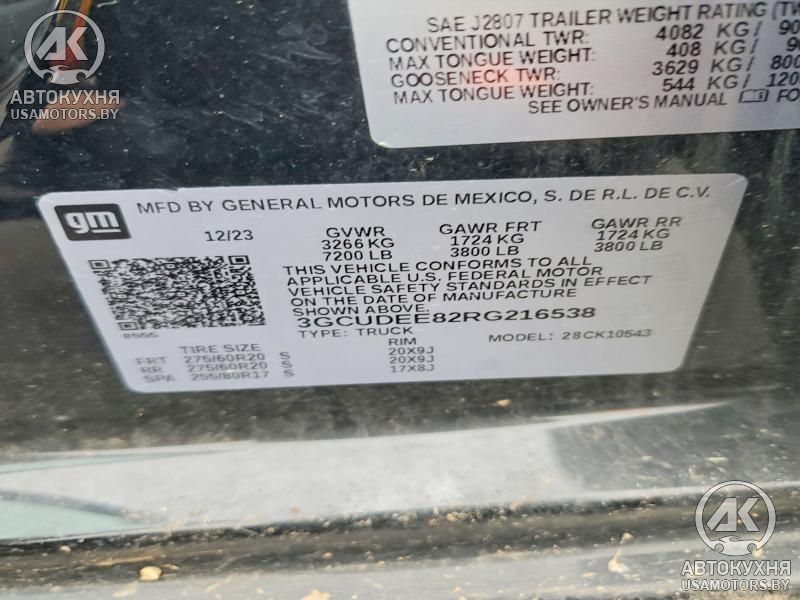 SAE J2807 TRAILER WEIGHT RATING
CONVENTIONAL TWR: 4082 KG/
MAX TONGUE WEIGHT: 408 KG/
GOOSENECK TWR: 3629 KG/
MAX TONGUE WEIGHT: 544 KG/
SEE OWNER'S MANUAL
AK
АВТОКУХНЯ
USAMOTORS.BY
gm
MFD BY GENERAL MOTORS DE MEXICO, S. DE R.L. DE C.V.
12/23 GVWR GAWR FRT GAWR RR
3266 KG 1724 KG 1724 KG
7200 LB 3800 LB 3800 LB
THIS VEHICLE CONFORMS TO ALL
APPLICABLE U.S. FEDERAL MOTOR
VEHICLE SAFETY STANDARDS IN EFFECT
ON THE DATE OF MANUFACTURE
SHOWN ABOVE.
3GCUDEE82RG216538
TYPE: TRUCK MODEL: 28CK10543
TIRE SIZE RIM
FRT 275/60R20 S 20X9J
RR 275/60R20 S 20X9J
SPA 255/80R17 S 17X8J
AK
АВТОКУХНЯ
USAMOTORS.BY